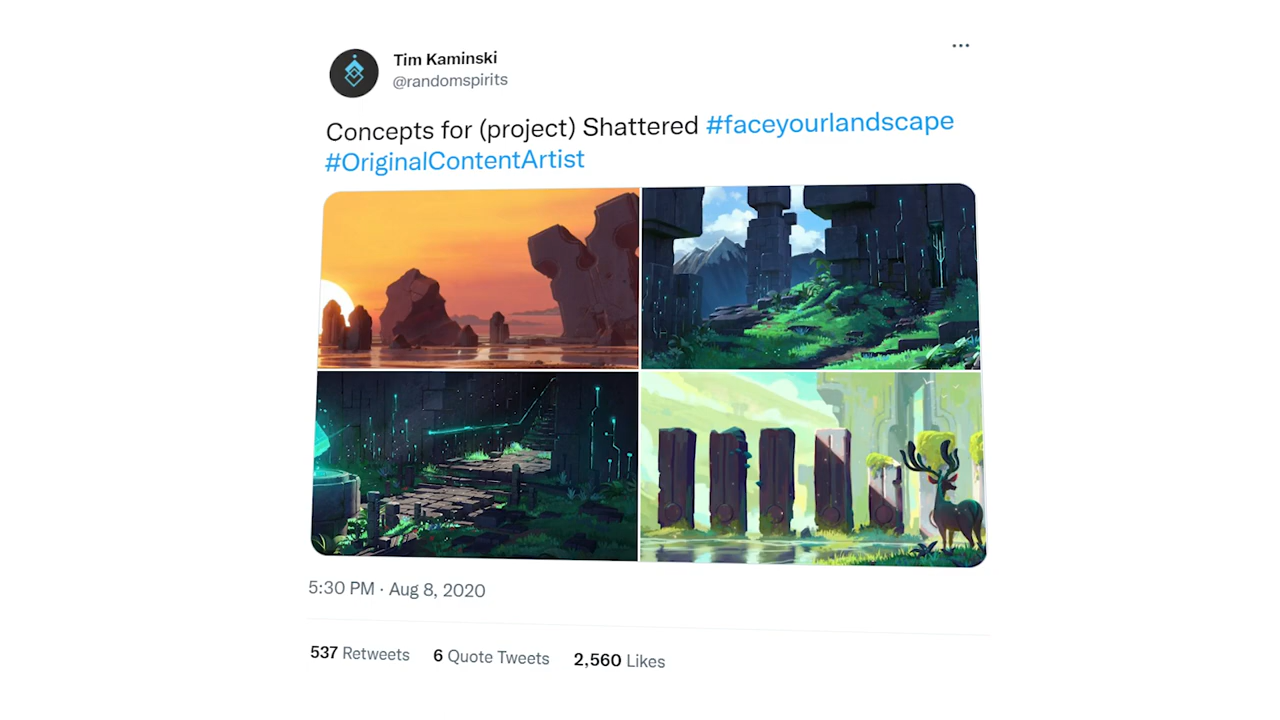 Tim Kaminski
...
@randomspirits
Concepts for (project) Shattered #faceyourlandscape
#OriginalContentArtist
5:30 PM · Aug 8, 2020
537 Retweets 6 Quote Tweets 2,560 Likes